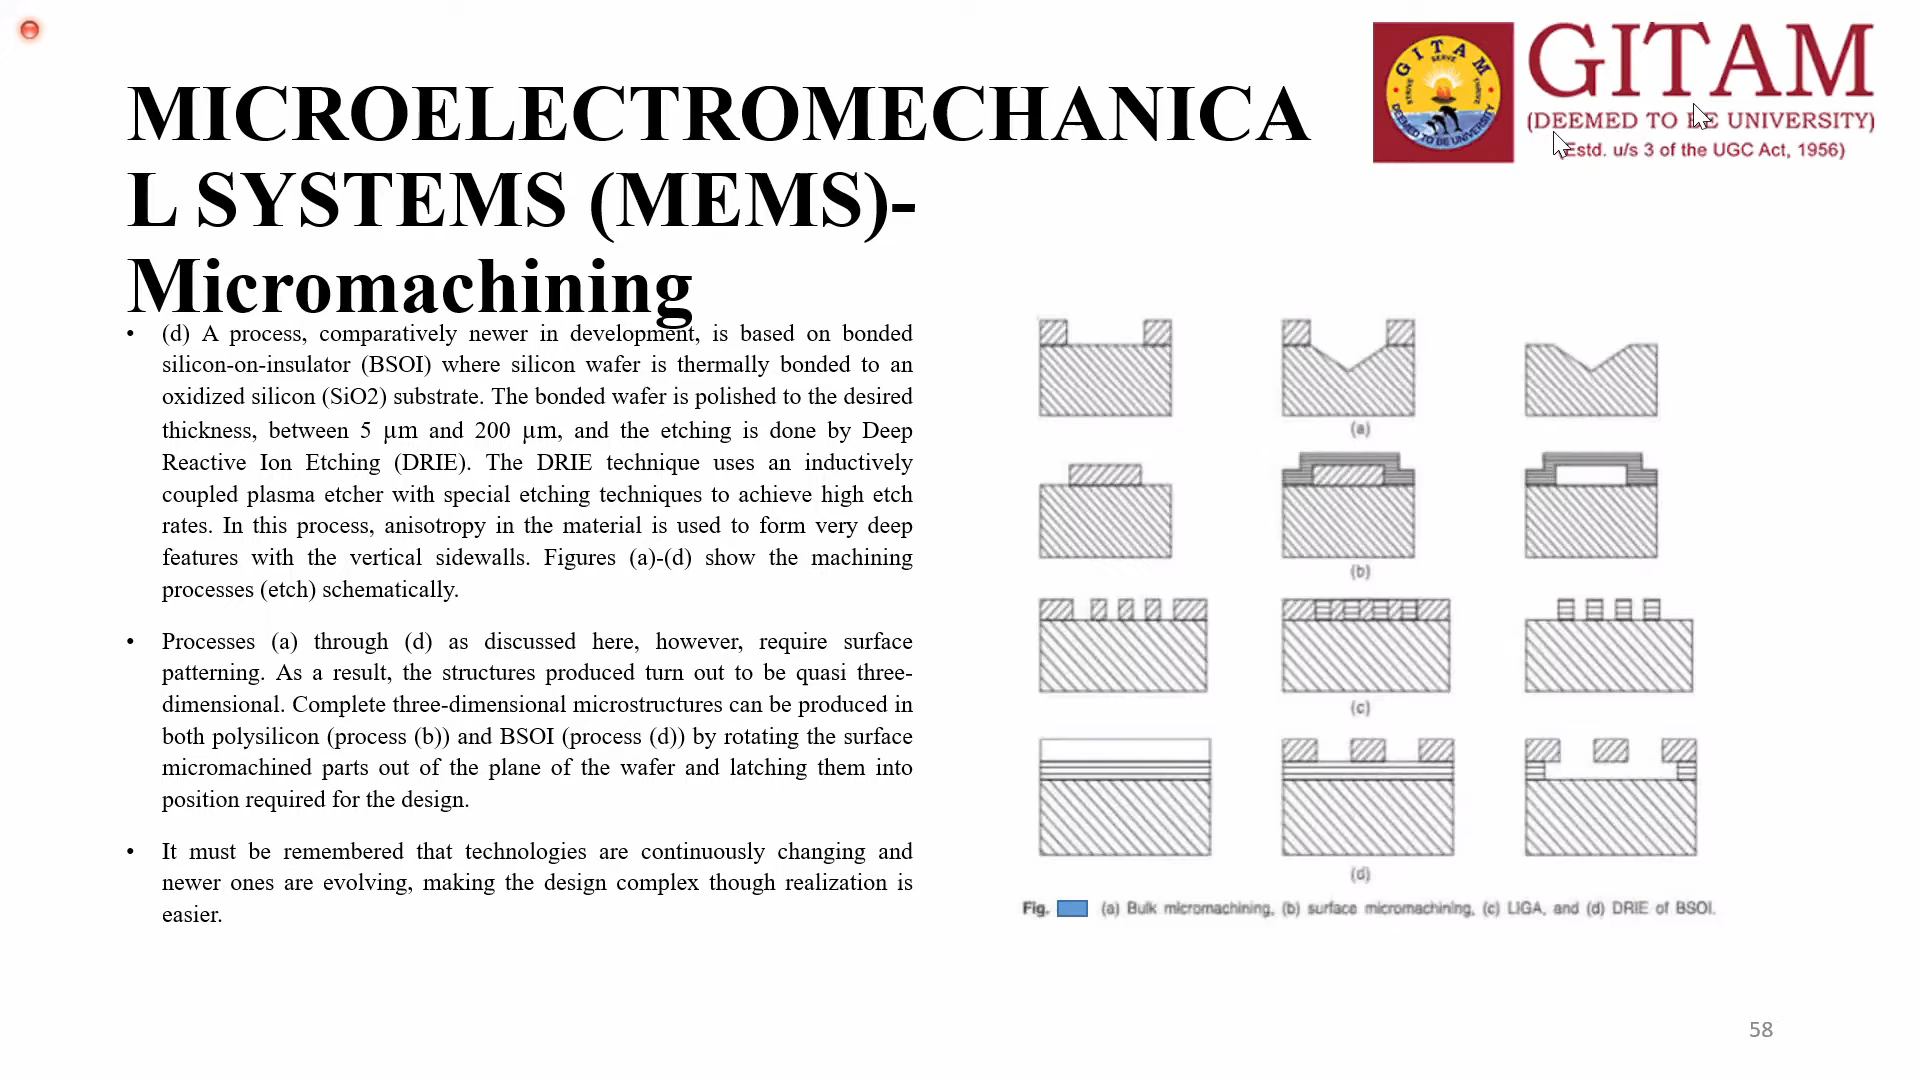 GITAM
(DEEMED TO BE UNIVERSITY)
(Estd. u/s 3 of the UGC Act, 1956)
GITAM
SERVE
DEEMED TO BE UNIVERSITY
MICROELECTROMECHANICA
L SYSTEMS (MEMS)-
Micromachining
• (d) A process, comparatively newer in development, is based on bonded
silicon-on-insulator (BSOI) where silicon wafer is thermally bonded to an
oxidized silicon (SiO2) substrate. The bonded wafer is polished to the desired
thickness, between 5 µm and 200 µm, and the etching is done by Deep
Reactive Ion Etching (DRIE). The DRIE technique uses an inductively
coupled plasma etcher with special etching techniques to achieve high etch
rates. In this process, anisotropy in the material is used to form very deep
features with the vertical sidewalls. Figures (a)-(d) show the machining
processes (etch) schematically.
• Processes (a) through (d) as discussed here, however, require surface
patterning. As a result, the structures produced turn out to be quasi three-
dimensional. Complete three-dimensional microstructures can be produced in
both polysilicon (process (b)) and BSOI (process (d)) by rotating the surface
micromachined parts out of the plane of the wafer and latching them into
position required for the design.
• It must be remembered that technologies are continuously changing and
newer ones are evolving, making the design complex though realization is
easier.
(a)
(b)
(c)
(d)
Fig. (a) Bulk micromachining, (b) surface micromachining, (c) LIGA, and (d) DRIE of BSOI.
58